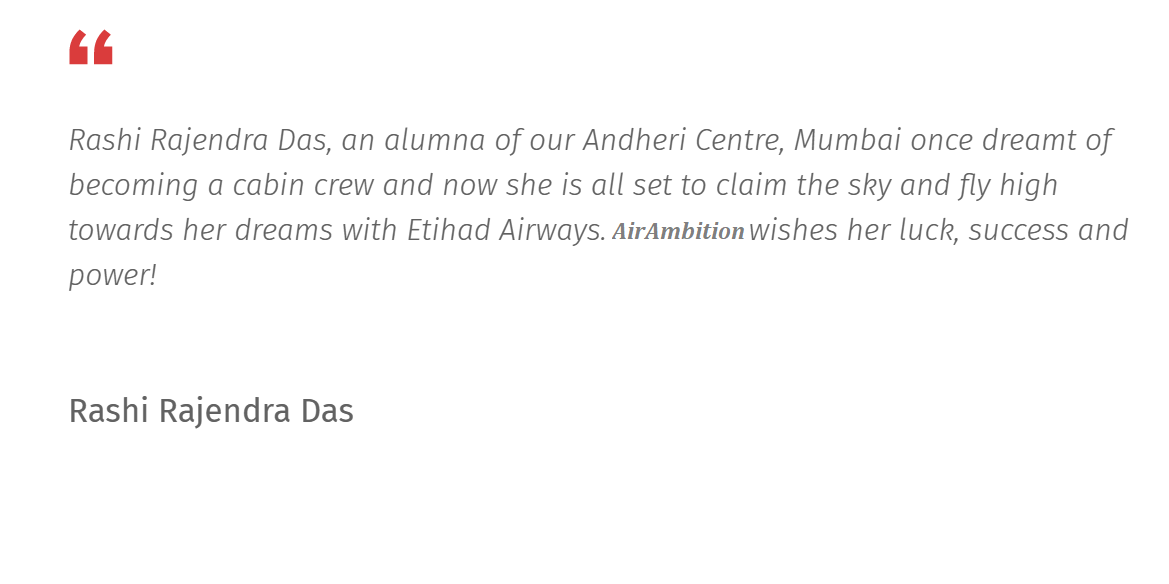 “
Rashi Rajendra Das, an alumna of our Andheri Centre, Mumbai once dreamt of
becoming a cabin crew and now she is all set to claim the sky and fly high
towards her dreams with Etihad Airways. AirAmbition wishes her luck, success and
power!
Rashi Rajendra Das